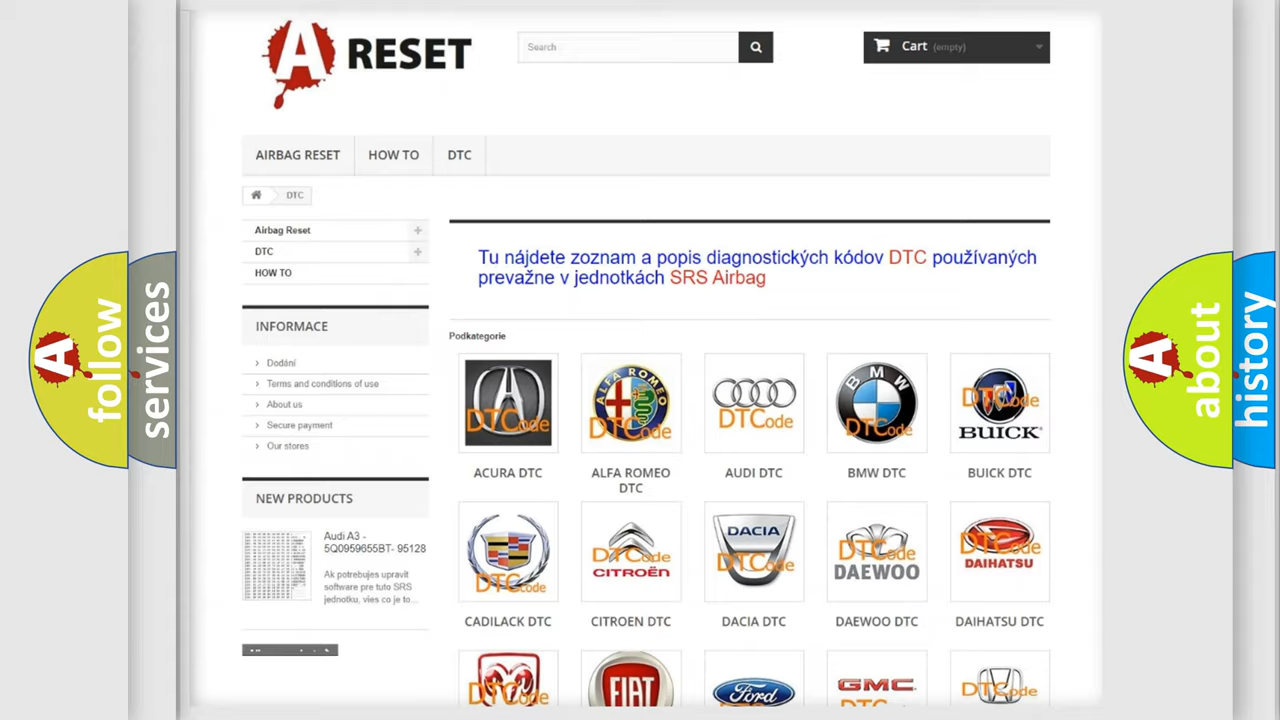 A RESET
Search
Cart (empty)
AIRBAG RESET
HOW TO
DTC
DTC
Airbag Reset
DTC
HOW TO
Tu nájdete zoznam a popis diagnostických kódov DTC používaných
prevažne v jednotkách SRS Airbag
INFORMACE
Dodání
Terms and conditions of use
About us
Secure payment
Our stores
NEW PRODUCTS
Audi A3 -
5Q0959655BT- 95128
Ak potrebujes upravit
software pre tuto SRS
jednotku, vies co je to...
Podkategorie
DTCode
ALFA ROMEO
DTCode
DTCode
BMW
DTCode
DTCode
BUICK
ACURA DTC
ALFA ROMEO
DTC
AUDI DTC
BMW DTC
BUICK DTC
DTCode
DTCode
CITROËN
DACIA
DTCode
DTCode
DAEWOO
DTCode
DAIHATSU
CADILACK DTC
CITROEN DTC
DACIA DTC
DAEWOO DTC
DAIHATSU DTC
DTCode
FIAT
Ford
GMC
DTCode
A
follow
services
A
about
history